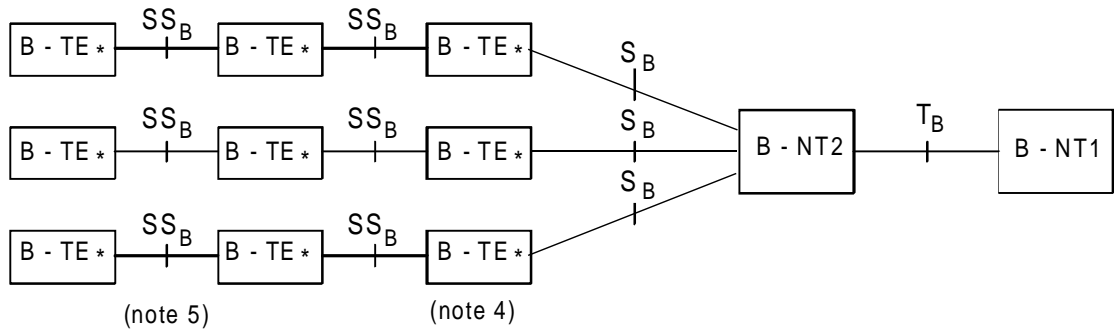 SS_B SS_B
B - TE * B - TE * B - TE *
S_B
SS_B SS_B S_B T_B
B - TE * B - TE * B - TE * B - NT2 B - NT1
S_B
SS_B SS_B
B - TE * B - TE * B - TE *
(note 5) (note 4)